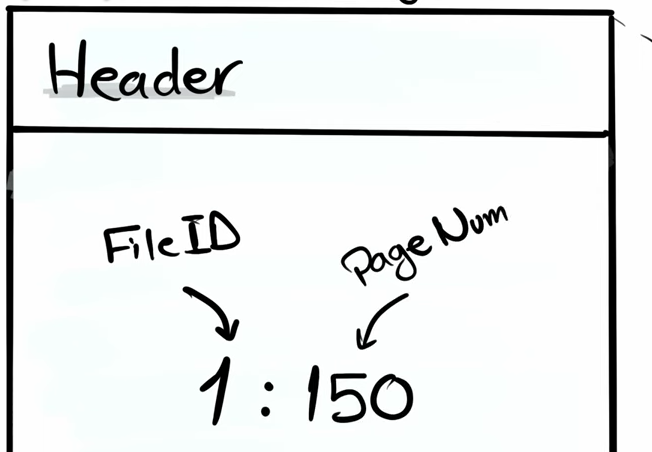 Header
FileID
PageNum
1 : 150